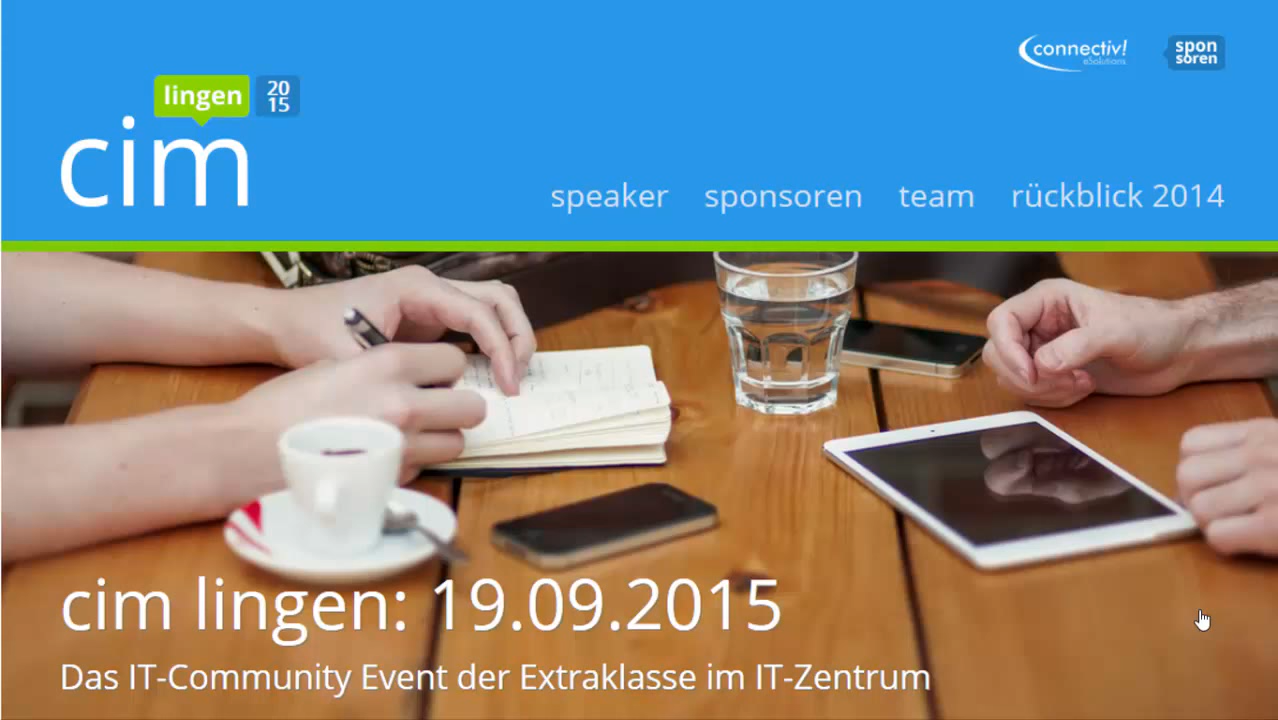 connectiv!
eSolutions
spon
soren
lingen
20
15
cim
speaker sponsoren team rückblick 2014
cim lingen: 19.09.2015
Das IT-Community Event der Extraklasse im IT-Zentrum